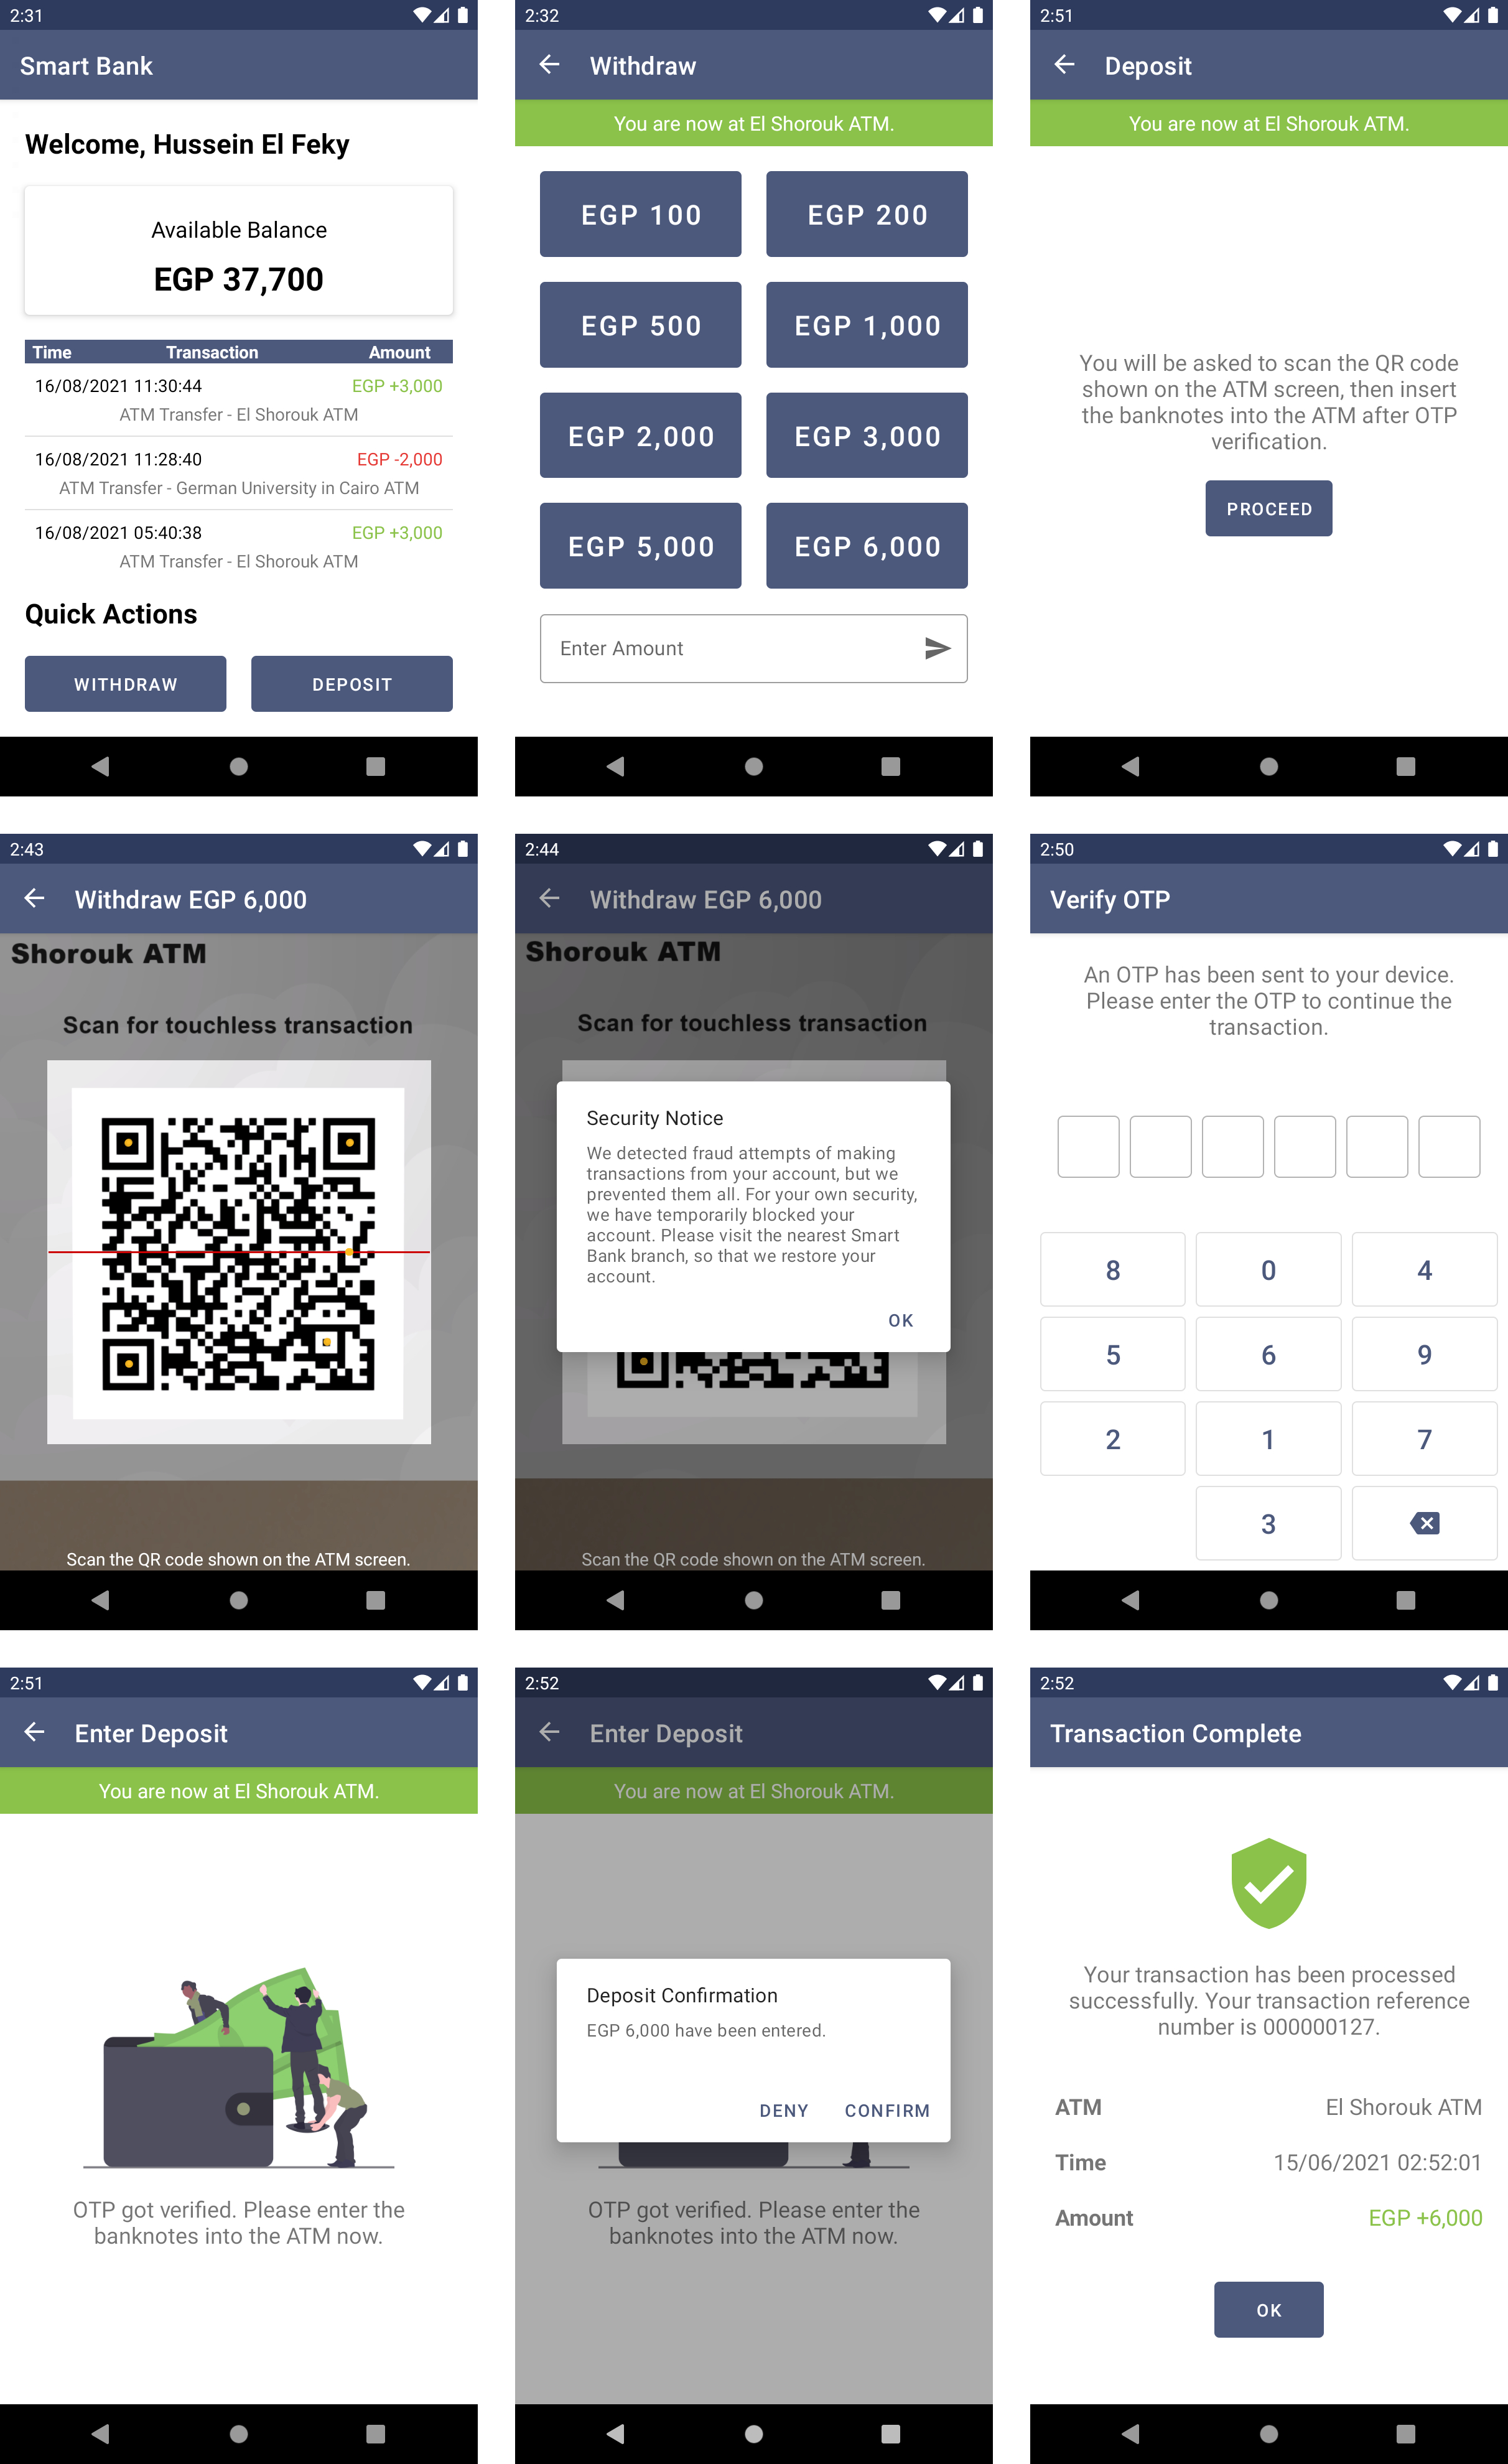 2:31
Smart Bank
Welcome, Hussein El Feky
Available Balance
EGP 37,700
Time Transaction Amount
16/08/2021 11:30:44 EGP +3,000
ATM Transfer - El Shorouk ATM
16/08/2021 11:28:40 EGP -2,000
ATM Transfer - German University in Cairo ATM
16/08/2021 05:40:38 EGP +3,000
ATM Transfer - El Shorouk ATM
Quick Actions
WITHDRAW DEPOSIT
2:32
Withdraw
You are now at El Shorouk ATM.
EGP 100 EGP 200
EGP 500 EGP 1,000
EGP 2,000 EGP 3,000
EGP 5,000 EGP 6,000
Enter Amount
2:51
Deposit
You are now at El Shorouk ATM.
You will be asked to scan the QR code
shown on the ATM screen, then insert
the banknotes into the ATM after OTP
verification.
PROCEED
2:43
Withdraw EGP 6,000
Shorouk ATM
Scan for touchless transaction
Scan the QR code shown on the ATM screen.
2:44
Withdraw EGP 6,000
Shorouk ATM
Scan for touchless transaction
Security Notice
We detected fraud attempts of making
transactions from your account, but we
prevented them all. For your own security,
we have temporarily blocked your
account. Please visit the nearest Smart
Bank branch, so that we restore your
account.
OK
Scan the QR code shown on the ATM screen.
2:50
Verify OTP
An OTP has been sent to your device.
Please enter the OTP to continue the
transaction.
8 0 4
5 6 9
2 1 7
3
2:51
Enter Deposit
You are now at El Shorouk ATM.
OTP got verified. Please enter the
banknotes into the ATM now.
2:52
Enter Deposit
You are now at El Shorouk ATM.
Deposit Confirmation
EGP 6,000 have been entered.
DENY CONFIRM
OTP got verified. Please enter the
banknotes into the ATM now.
2:52
Transaction Complete
Your transaction has been processed
successfully. Your transaction reference
number is 000000127.
ATM El Shorouk ATM
Time 15/06/2021 02:52:01
Amount EGP +6,000
OK